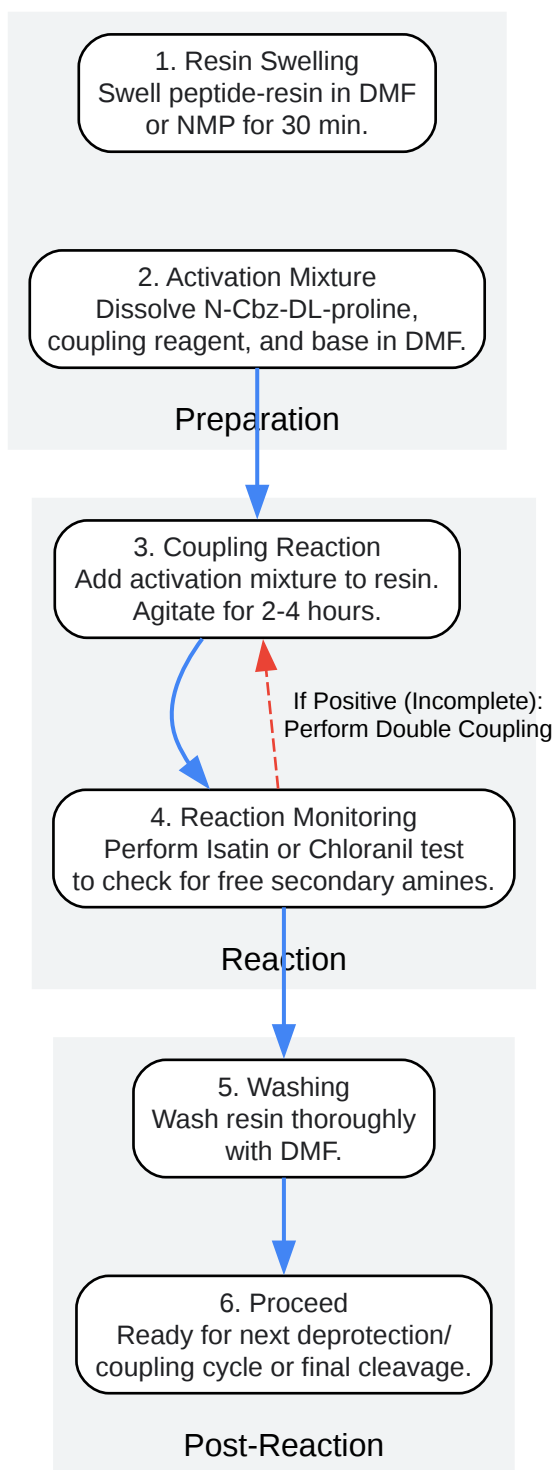 1. Resin Swelling
Swell peptide-resin in DMF
or NMP for 30 min.
2. Activation Mixture
Dissolve N-Cbz-DL-proline,
coupling reagent, and base in DMF.
Preparation
3. Coupling Reaction
Add activation mixture to resin.
Agitate for 2-4 hours.
If Positive (Incomplete):
Perform Double Coupling
4. Reaction Monitoring
Perform Isatin or Chloranil test
to check for free secondary amines.
Reaction
5. Washing
Wash resin thoroughly
with DMF.
6. Proceed
Ready for next deprotection/
coupling cycle or final cleavage.
Post-Reaction